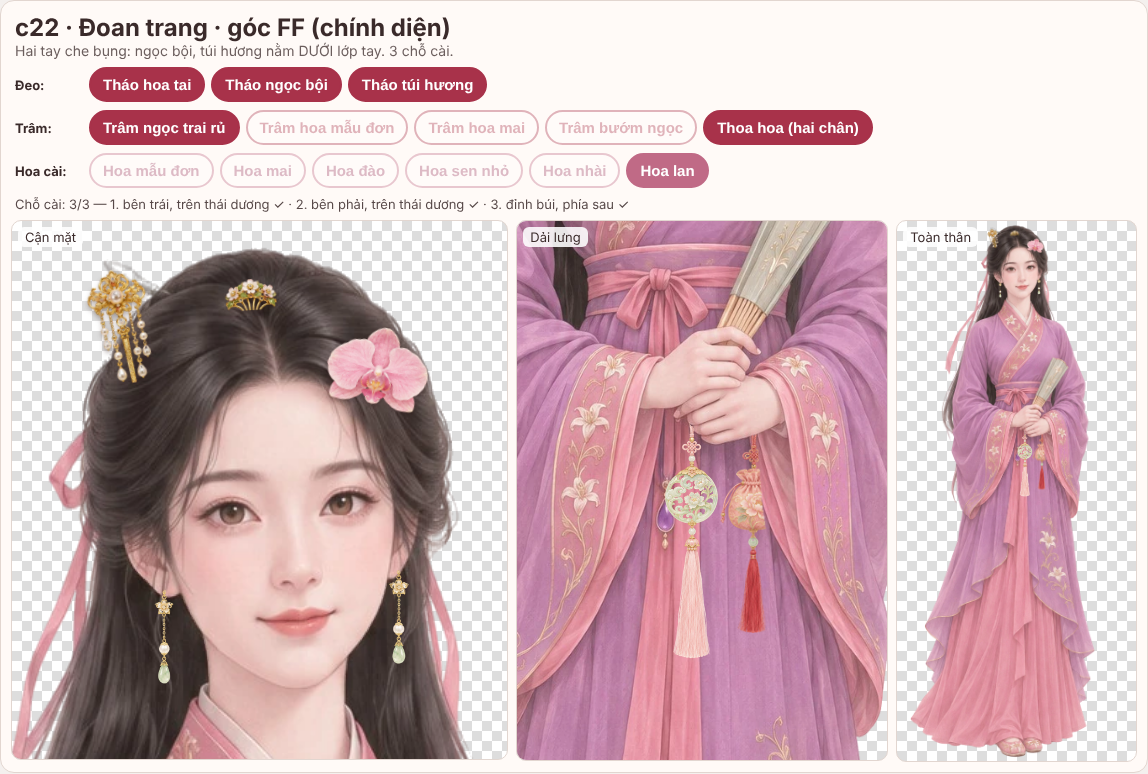 c22 · Đoan trang · góc FF (chính diện)
Hai tay che bụng: ngọc bội, túi hương nằm DƯỚI lớp tay. 3 chỗ cài.
Đeo: Tháo hoa tai Tháo ngọc bội Tháo túi hương
Trâm: Trâm ngọc trai rủ Trâm hoa mẫu đơn Trâm hoa mai Trâm bướm ngọc Thoa hoa (hai chân)
Hoa cài: Hoa mẫu đơn Hoa mai Hoa đào Hoa sen nhỏ Hoa nhài Hoa lan
Chỗ cài: 3/3 — 1. bên trái, trên thái dương ✓ · 2. bên phải, trên thái dương ✓ · 3. đỉnh búi, phía sau ✓
Cận mặt Dải lưng Toàn thân